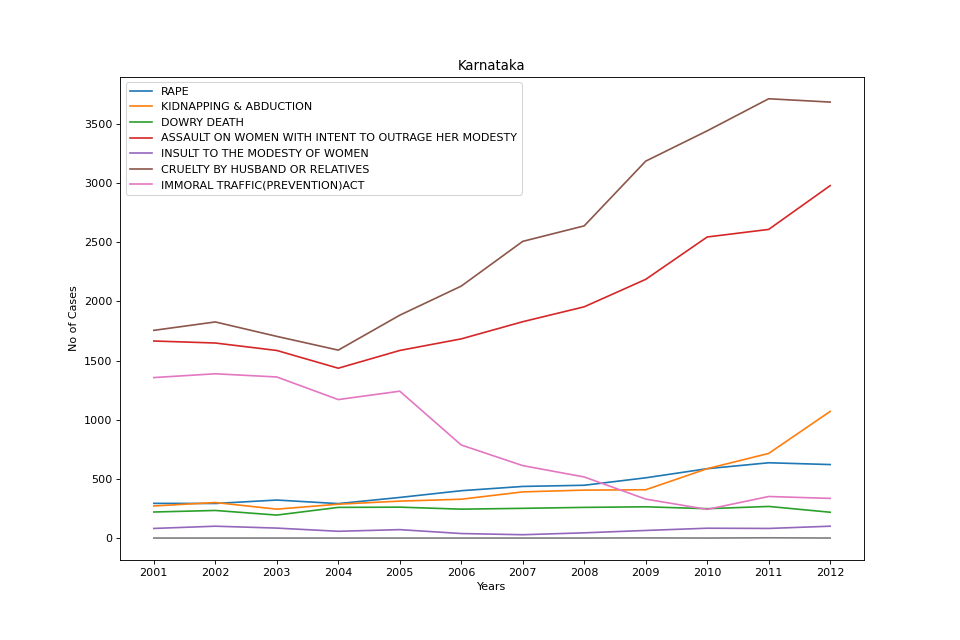 Karnataka
RAPE
KIDNAPPING & ABDUCTION
DOWRY DEATH
ASSAULT ON WOMEN WITH INTENT TO OUTRAGE HER MODESTY
INSULT TO THE MODESTY OF WOMEN
CRUELTY BY HUSBAND OR RELATIVES
IMMORAL TRAFFIC(PREVENTION)ACT
3500
3000
2500
2000
1500
1000
500
0
No of Cases
2001 2002 2003 2004 2005 2006 2007 2008 2009 2010 2011 2012
Years